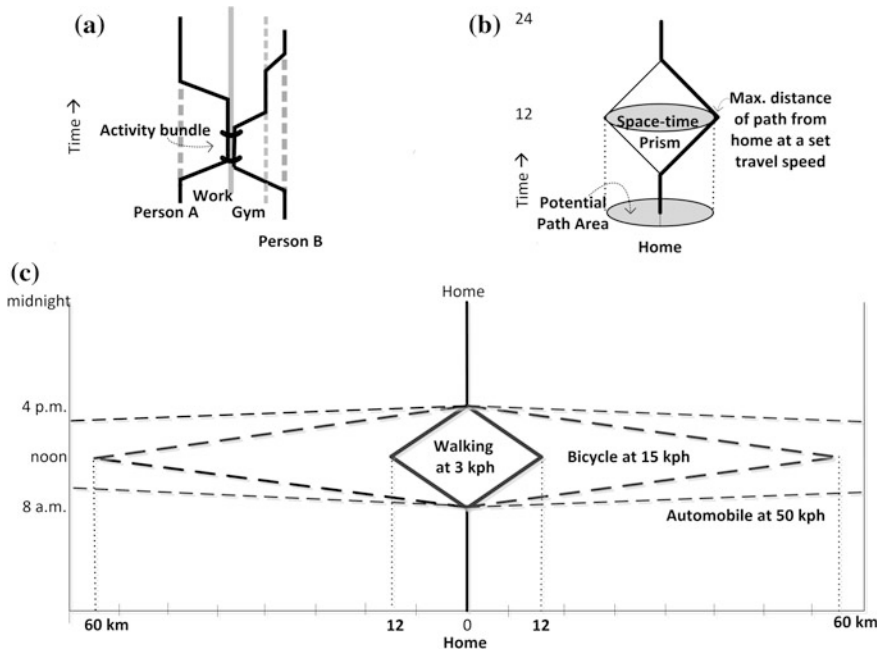 (a)
Time →
Activity bundle
Work
Person A
Gym
Person B
(b)
24
12
Time →
Space-time
Prism
Max. distance
of path from
home at a set
travel speed
Potential
Path Area
Home
(c)
midnight
Home
4 p.m.
noon
8 a.m.
Walking
at 3 kph
Bicycle at 15 kph
Automobile at 50 kph
60 km
12
0
12
60 km
Home